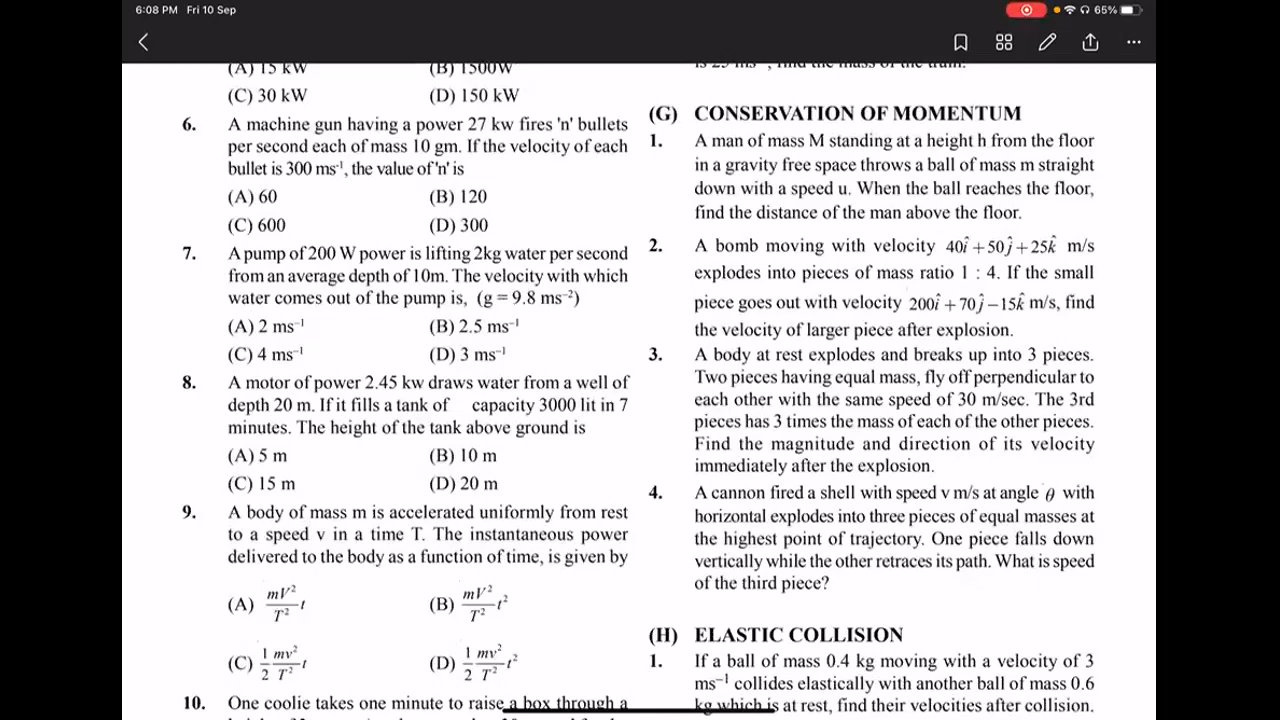 6:08 PM Fri 10 Sep
65%
(A) 15 kW (B) 1500W
(C) 30 kW (D) 150 kW
6. A machine gun having a power 27 kw fires 'n' bullets
per second each of mass 10 gm. If the velocity of each
bullet is 300 ms⁻¹, the value of 'n' is
(A) 60 (B) 120
(C) 600 (D) 300
7. A pump of 200 W power is lifting 2kg water per second
from an average depth of 10m. The velocity with which
water comes out of the pump is, (g = 9.8 ms⁻²)
(A) 2 ms⁻¹ (B) 2.5 ms⁻¹
(C) 4 ms⁻¹ (D) 3 ms⁻¹
8. A motor of power 2.45 kw draws water from a well of
depth 20 m. If it fills a tank of capacity 3000 lit in 7
minutes. The height of the tank above ground is
(A) 5 m (B) 10 m
(C) 15 m (D) 20 m
9. A body of mass m is accelerated uniformly from rest
to a speed v in a time T. The instantaneous power
delivered to the body as a function of time, is given by
(A) mV²/T² t (B) mV²/T² t²
(C) 1/2 mv²/T² t (D) 1/2 mv²/T² t²
10. One coolie takes one minute to raise a box through a
(G) CONSERVATION OF MOMENTUM
1. A man of mass M standing at a height h from the floor
in a gravity free space throws a ball of mass m straight
down with a speed u. When the ball reaches the floor,
find the distance of the man above the floor.
2. A bomb moving with velocity 40î + 50ĵ + 25k̂ m/s
explodes into pieces of mass ratio 1 : 4. If the small
piece goes out with velocity 200î + 70ĵ – 15k̂ m/s, find
the velocity of larger piece after explosion.
3. A body at rest explodes and breaks up into 3 pieces.
Two pieces having equal mass, fly off perpendicular to
each other with the same speed of 30 m/sec. The 3rd
pieces has 3 times the mass of each of the other pieces.
Find the magnitude and direction of its velocity
immediately after the explosion.
4. A cannon fired a shell with speed v m/s at angle θ with
horizontal explodes into three pieces of equal masses at
the highest point of trajectory. One piece falls down
vertically while the other retraces its path. What is speed
of the third piece?
(H) ELASTIC COLLISION
1. If a ball of mass 0.4 kg moving with a velocity of 3
ms⁻¹ collides elastically with another ball of mass 0.6
kg which is at rest, find their velocities after collision.